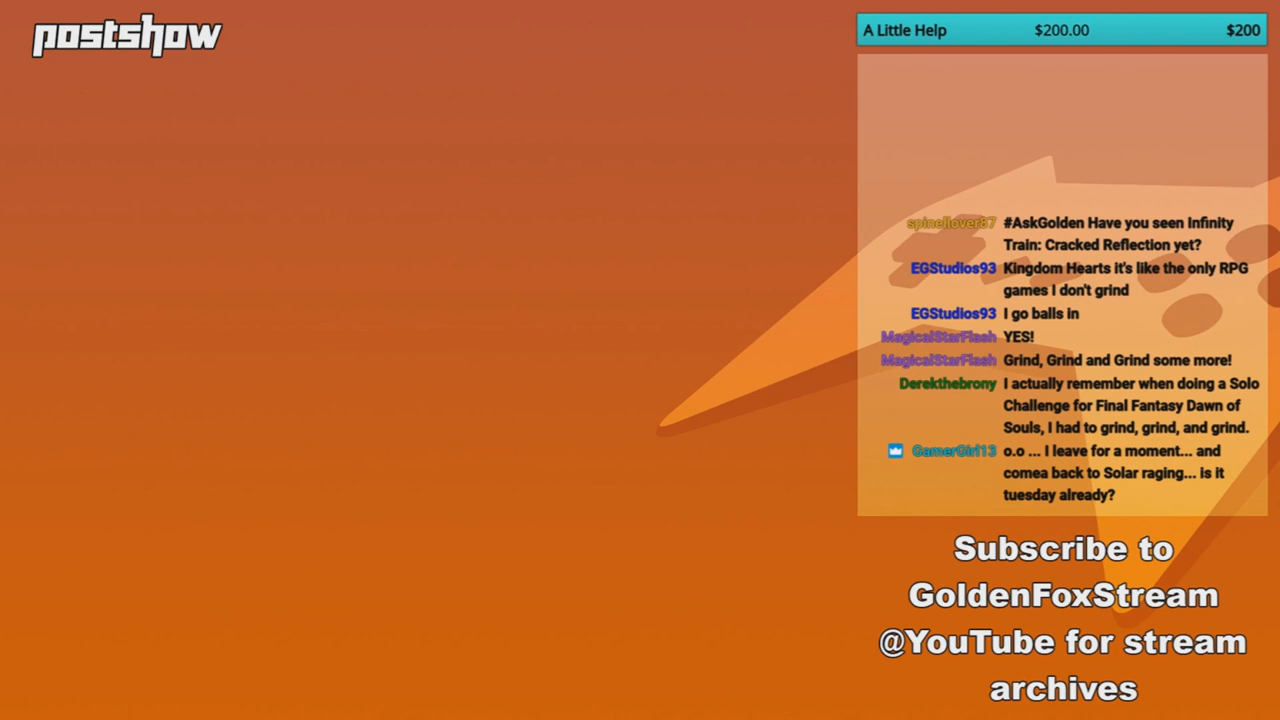 postshow
A Little Help $200.00 $200
spinellover87 #AskGolden Have you seen Infinity
Train: Cracked Reflection yet?
EGStudios93 Kingdom Hearts it's like the only RPG
games I don't grind
EGStudios93 I go balls in
MagicalStarFlash YES!
MagicalStarFlash Grind, Grind and Grind some more!
Derekthebrony I actually remember when doing a Solo
Challenge for Final Fantasy Dawn of
Souls, I had to grind, grind, and grind.
GamerGirl13 o.o ... I leave for a moment... and
comea back to Solar raging... is it
tuesday already?
Subscribe to
GoldenFoxStream
@YouTube for stream
archives